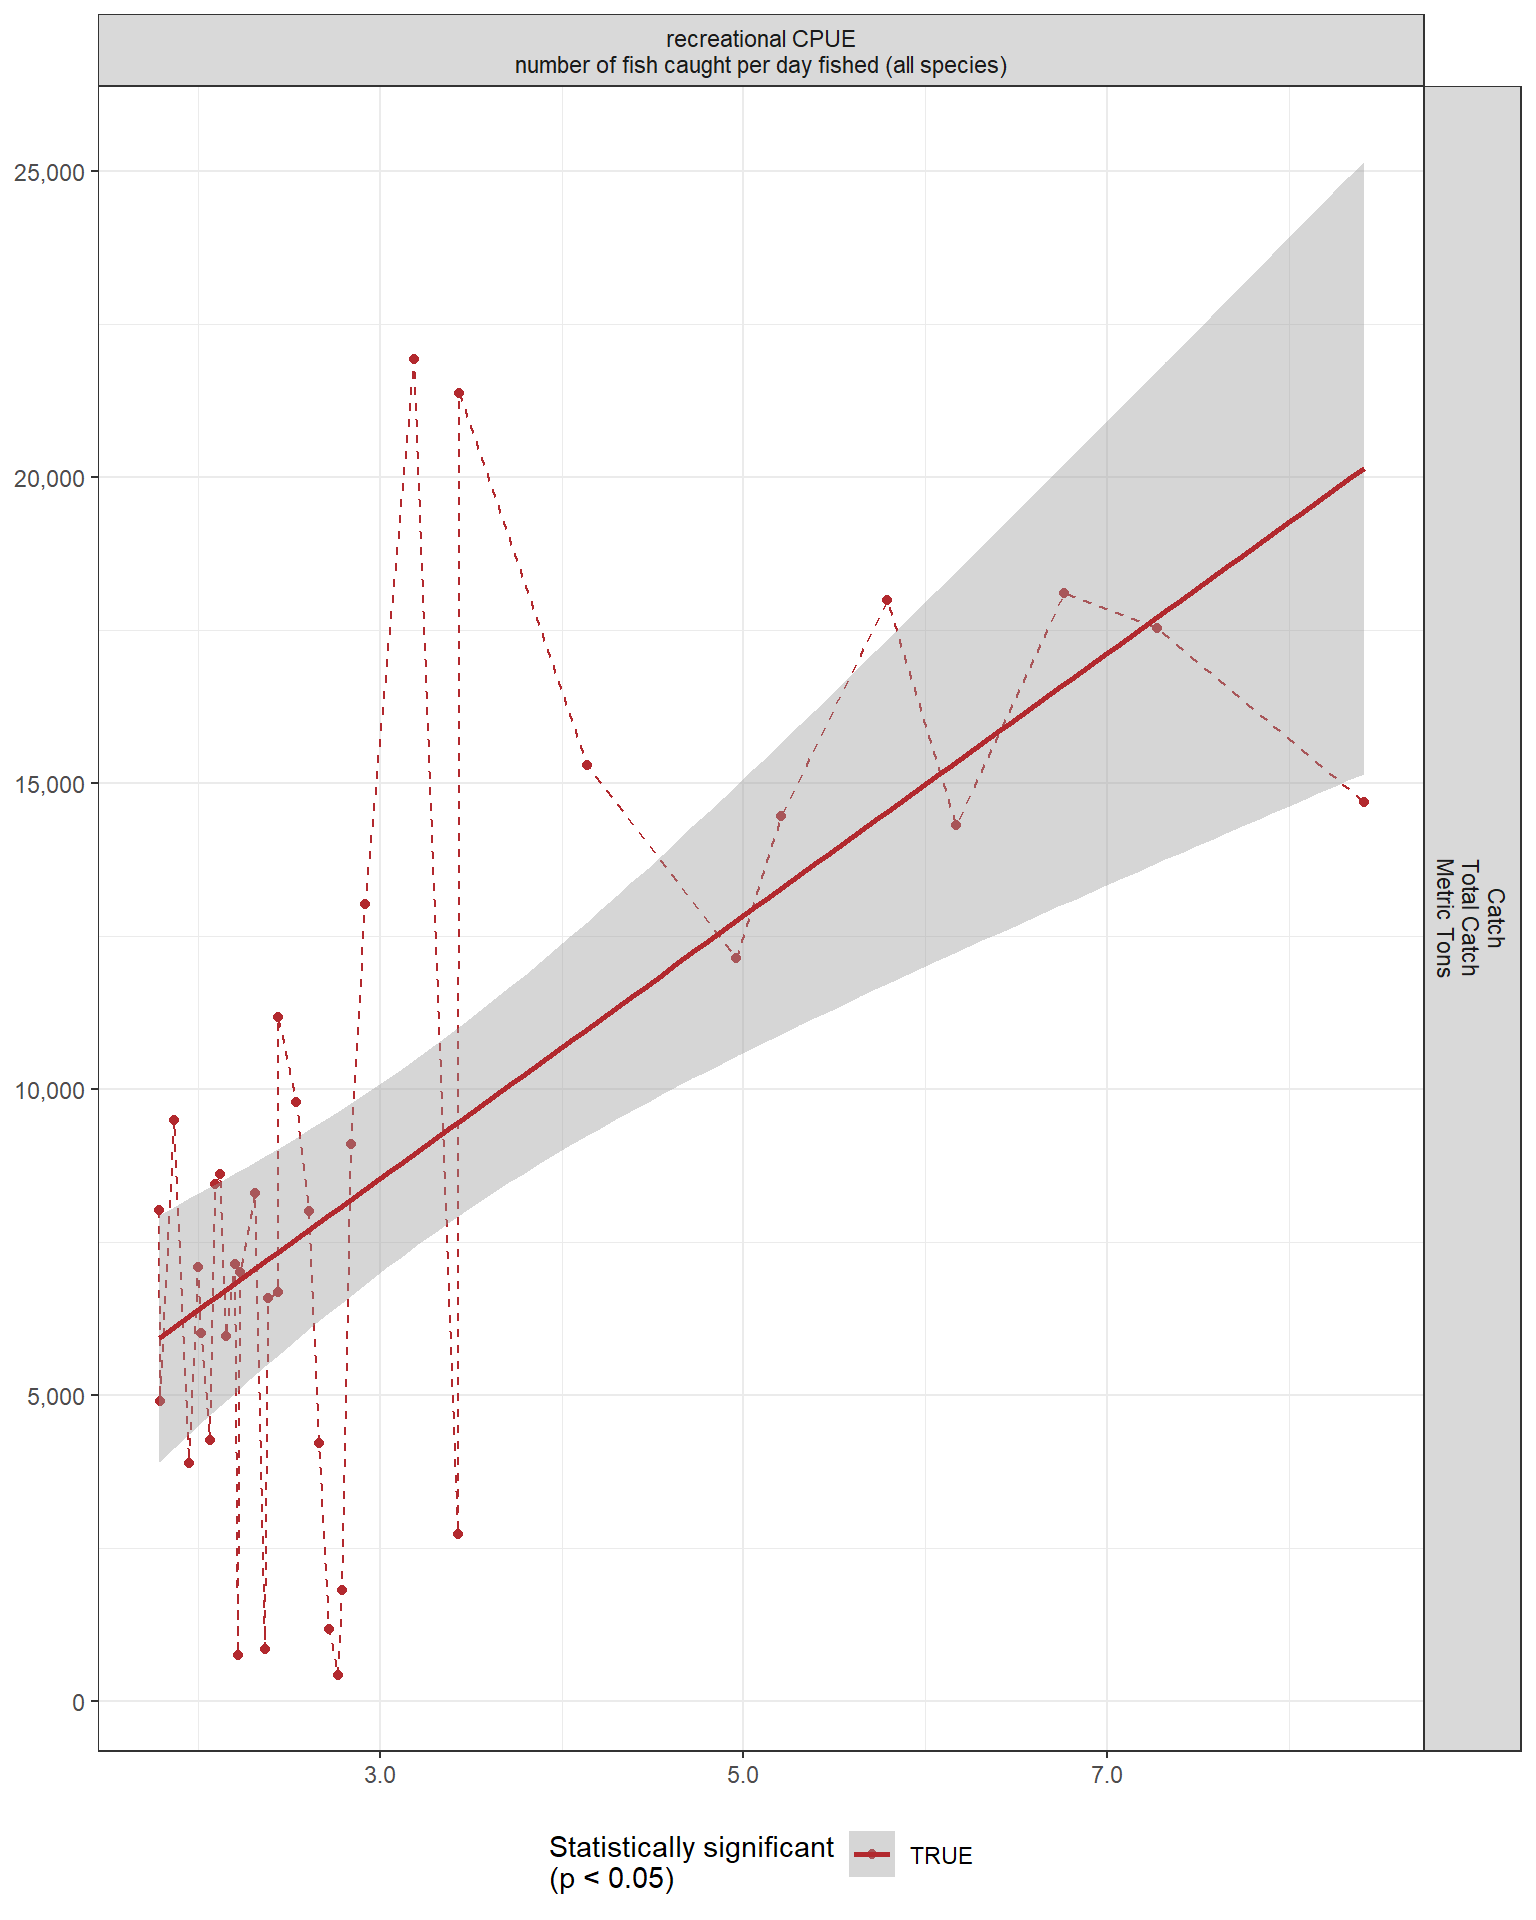 recreational CPUE
number of fish caught per day fished (all species)
25,000
20,000
15,000
10,000
5,000
0
3.0
5.0
7.0
Catch
Total Catch
Metric Tons
Statistically significant
(p < 0.05)
TRUE